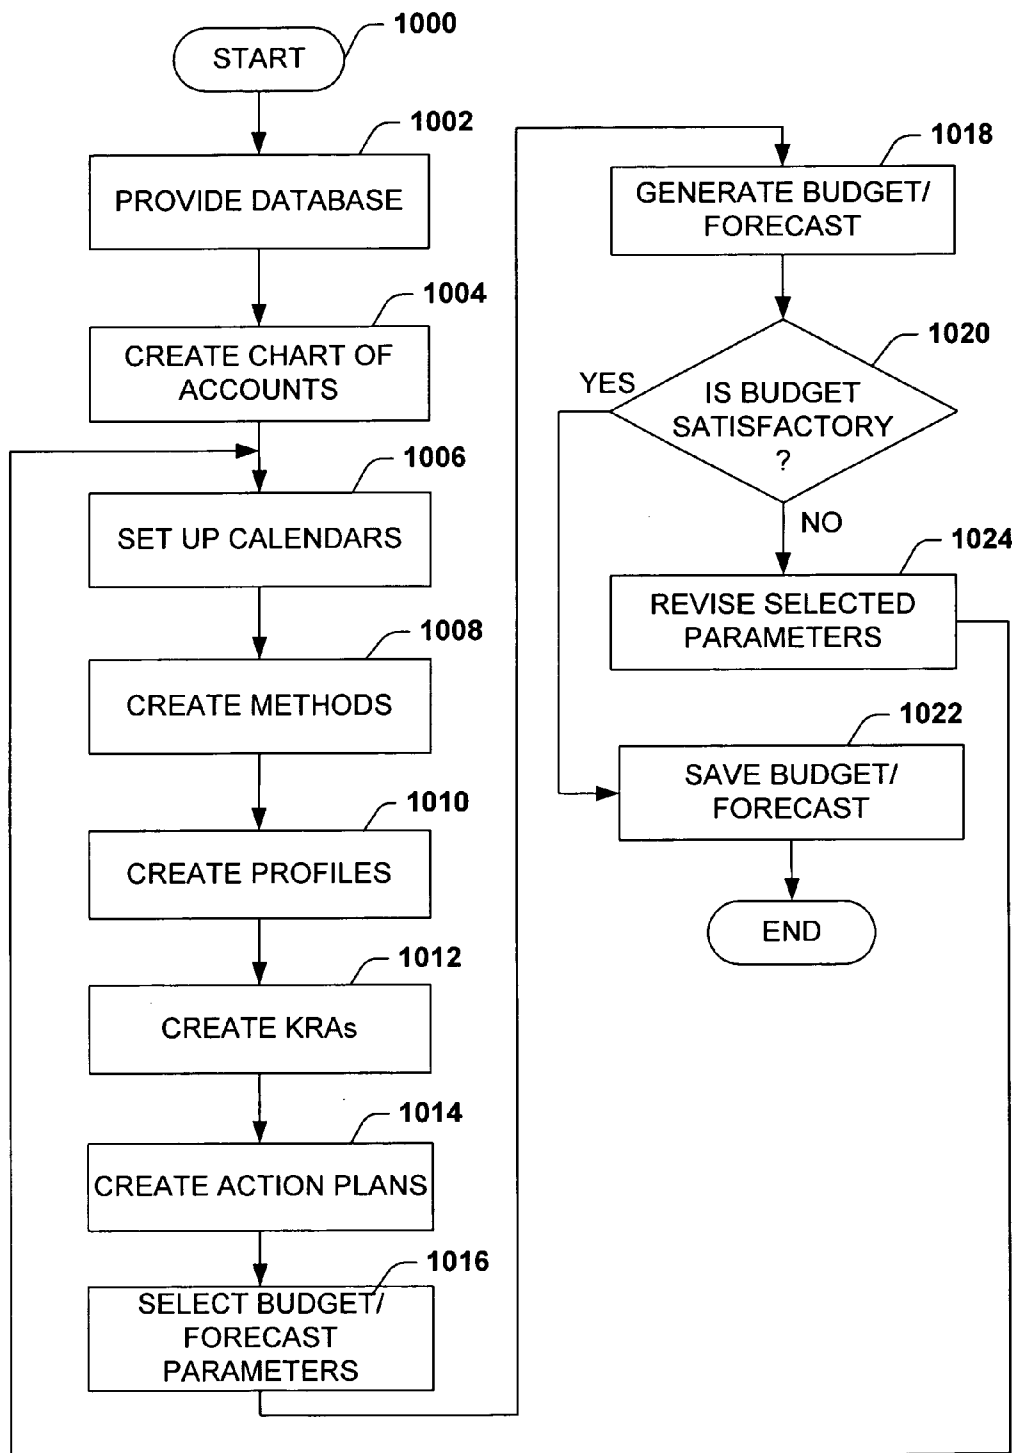 START
1000
1002
PROVIDE DATABASE
1004
CREATE CHART OF
ACCOUNTS
1006
SET UP CALENDARS
1008
CREATE METHODS
1010
CREATE PROFILES
1012
CREATE KRAs
1014
CREATE ACTION PLANS
1016
SELECT BUDGET/
FORECAST
PARAMETERS
1018
GENERATE BUDGET/
FORECAST
1020
IS BUDGET
SATISFACTORY
?
YES
NO
1024
REVISE SELECTED
PARAMETERS
1022
SAVE BUDGET/
FORECAST
END